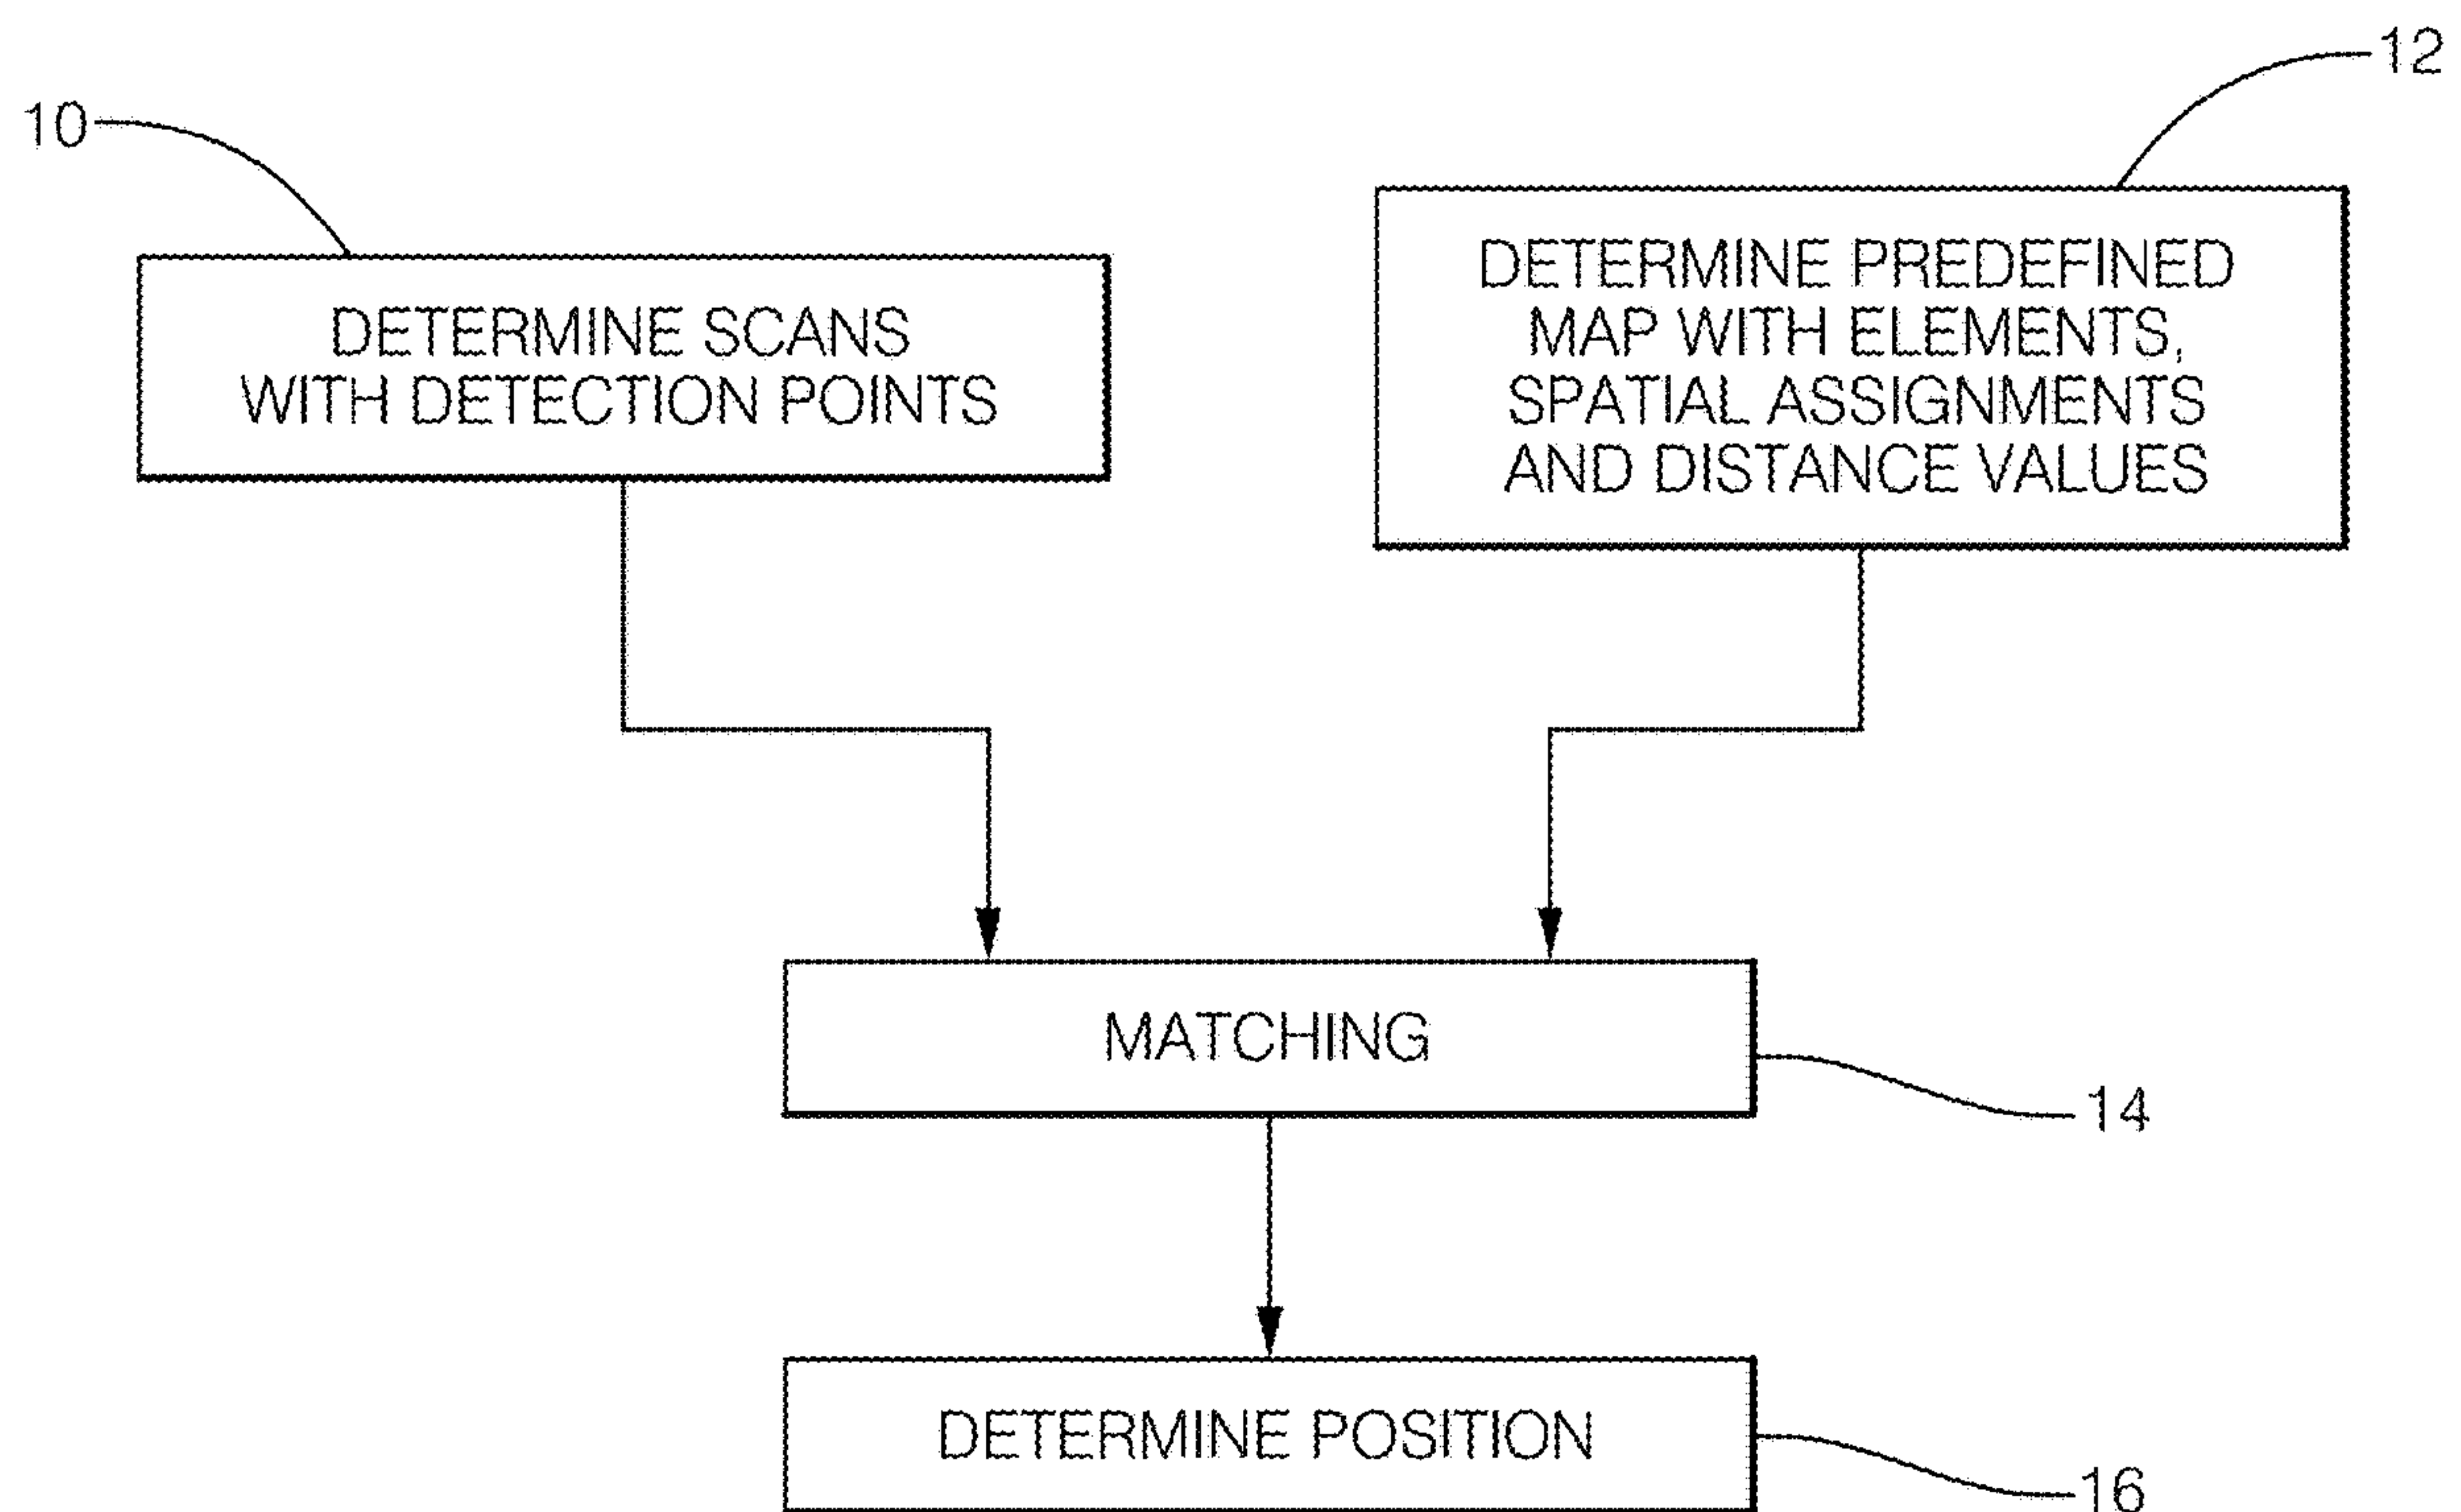 12
10
DETERMINE SCANS
WITH DETECTION POINTS
DETERMINE PREDEFINED
MAP WITH ELEMENTS,
SPATIAL ASSIGNMENTS
AND DISTANCE VALUES
MATCHING
14
DETERMINE POSITION
16